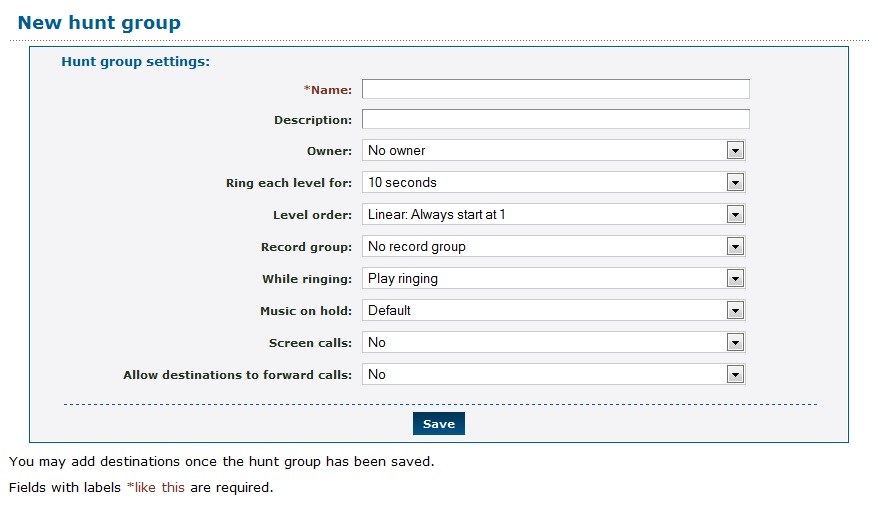 New hunt group
Hunt group settings:
*Name:
Description:
Owner: No owner
Ring each level for: 10 seconds
Level order: Linear: Always start at 1
Record group: No record group
While ringing: Play ringing
Music on hold: Default
Screen calls: No
Allow destinations to forward calls: No
Save
You may add destinations once the hunt group has been saved.
Fields with labels *like this are required.